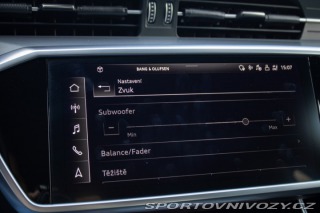 BANG & OLUFSEN
15:07
Nastavení
Zvuk
Subwoofer
− +
Min Max
Balance/Fader
Těžiště
SPORTOVNIVOZY.CZ